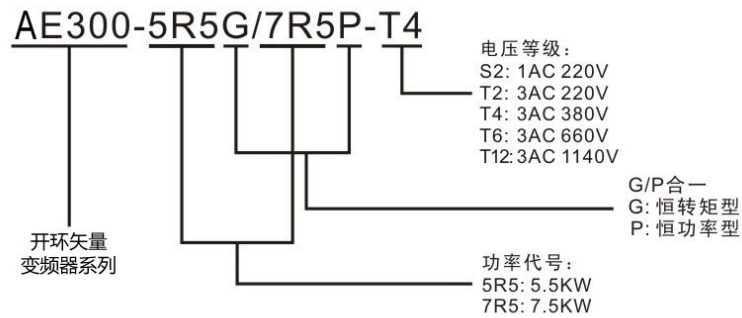 AE300-5R5G/7R5P-T4
电压等级：
S2: 1AC 220V
T2: 3AC 220V
T4: 3AC 380V
T6: 3AC 660V
T12: 3AC 1140V
G/P合一
G: 恒转矩型
P: 恒功率型
开环矢量
变频器系列
功率代号：
5R5: 5.5KW
7R5: 7.5KW